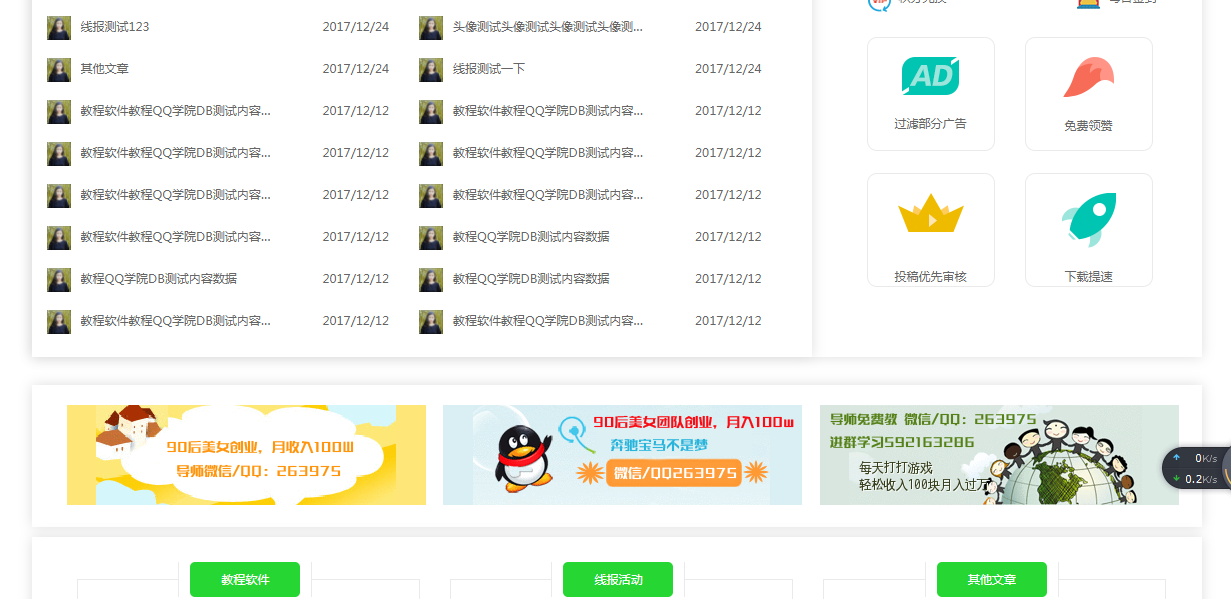 线报测试123 2017/12/24 头像测试头像测试头像测试头像测... 2017/12/24
其他文章 2017/12/24 线报测试一下 2017/12/24
教程软件教程QQ学院DB测试内容... 2017/12/12 教程软件教程QQ学院DB测试内容... 2017/12/12
教程软件教程QQ学院DB测试内容... 2017/12/12 教程软件教程QQ学院DB测试内容... 2017/12/12
教程软件教程QQ学院DB测试内容... 2017/12/12 教程软件教程QQ学院DB测试内容... 2017/12/12
教程软件教程QQ学院DB测试内容... 2017/12/12 教程QQ学院DB测试内容数据 2017/12/12
教程QQ学院DB测试内容数据 2017/12/12 教程QQ学院DB测试内容数据 2017/12/12
教程软件教程QQ学院DB测试内容... 2017/12/12 教程软件教程QQ学院DB测试内容... 2017/12/12
VIP
AD
过滤部分广告
免费领赞
投稿优先审核
下载提速
90后美女创业，月收入100W
导师微信/QQ：263975
90后美女团队创业，月入100w
奔驰宝马不是梦
微信/QQ263975
导师免费教 微信/QQ：263975
进群学习592163286
每天打打游戏
轻松收入100块月入过万
0K/s
0.2K/s
教程软件
线报活动
其他文章